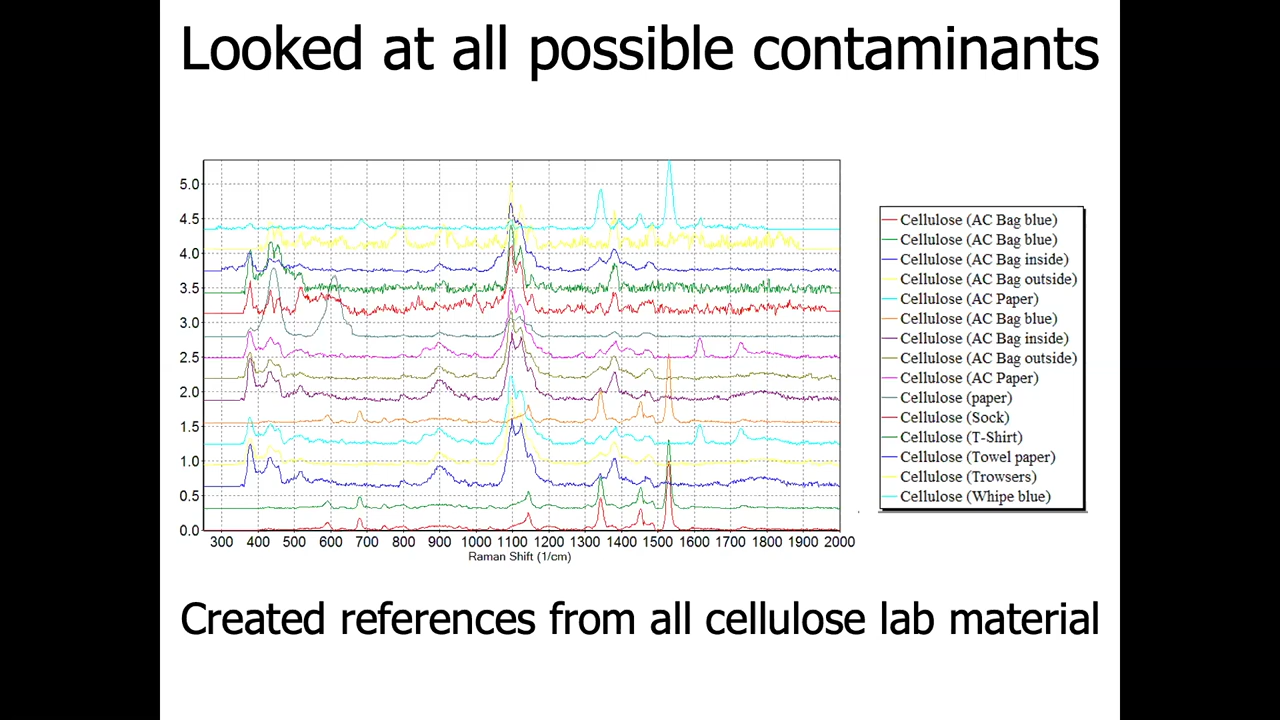 Looked at all possible contaminants
5.0
4.5
4.0
3.5
3.0
2.5
2.0
1.5
1.0
0.5
0.0
300 400 500 600 700 800 900 1000 1100 1200 1300 1400 1500 1600 1700 1800 1900 2000
Raman Shift (1/cm)
Cellulose (AC Bag blue)
Cellulose (AC Bag blue)
Cellulose (AC Bag inside)
Cellulose (AC Bag outside)
Cellulose (AC Paper)
Cellulose (AC Bag blue)
Cellulose (AC Bag inside)
Cellulose (AC Bag outside)
Cellulose (AC Paper)
Cellulose (paper)
Cellulose (Sock)
Cellulose (T-Shirt)
Cellulose (Towel paper)
Cellulose (Trowsers)
Cellulose (Whipe blue)
Created references from all cellulose lab material